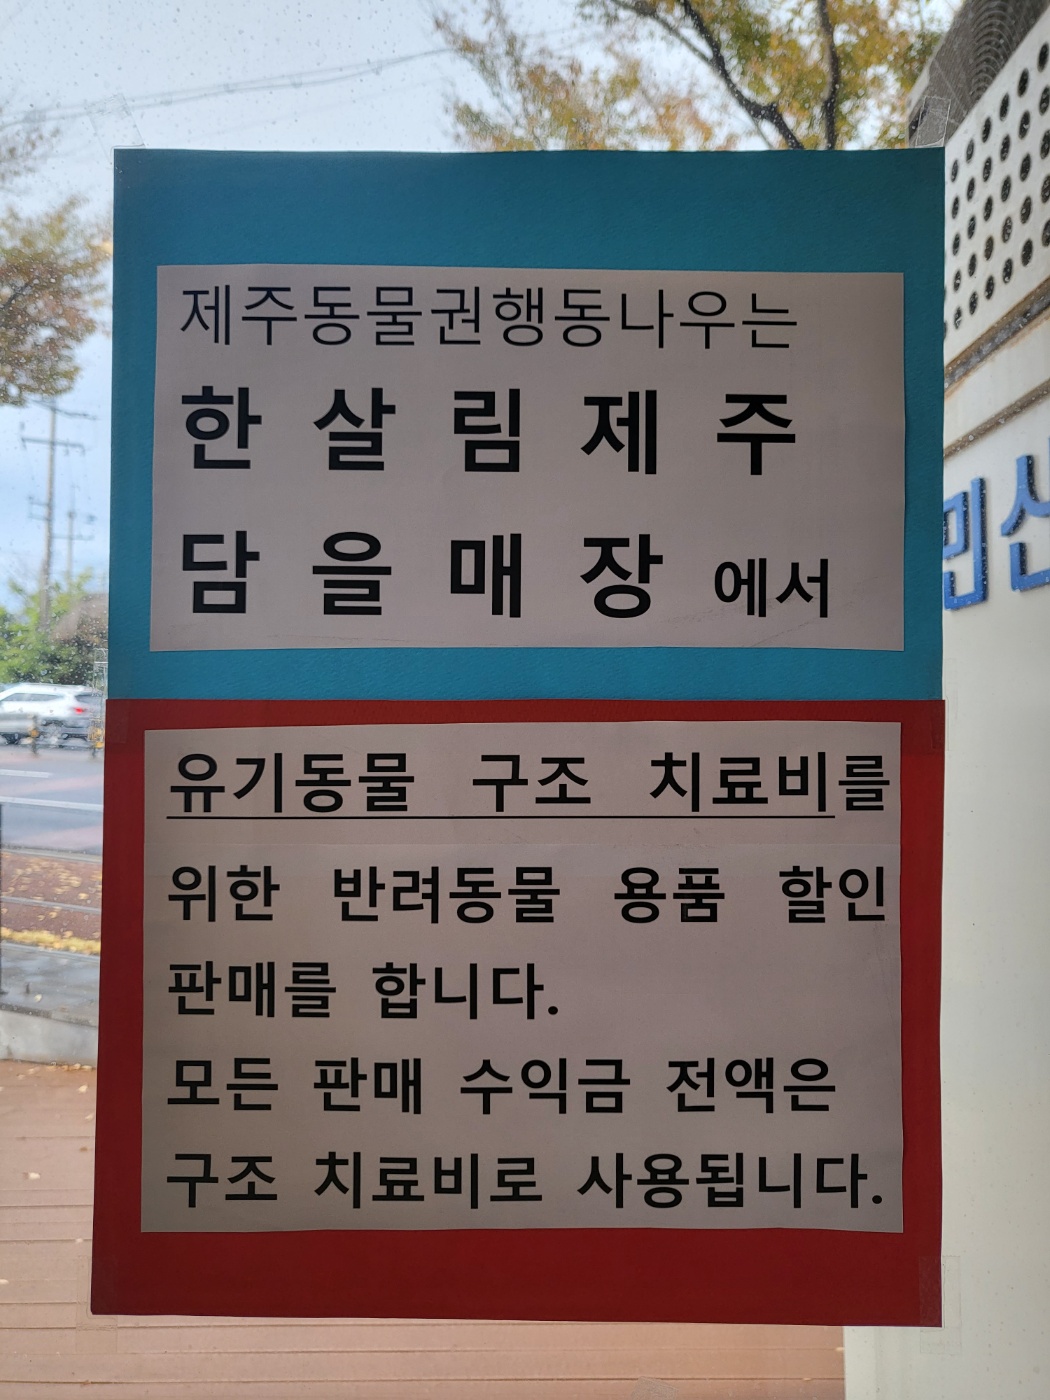 제주동물권행동나우는
한 살 림 제 주
담 을 매 장 에서
유기동물 구조 치료비를
위한 반려동물 용품 할인
판매를 합니다.
모든 판매 수익금 전액은
구조 치료비로 사용됩니다.